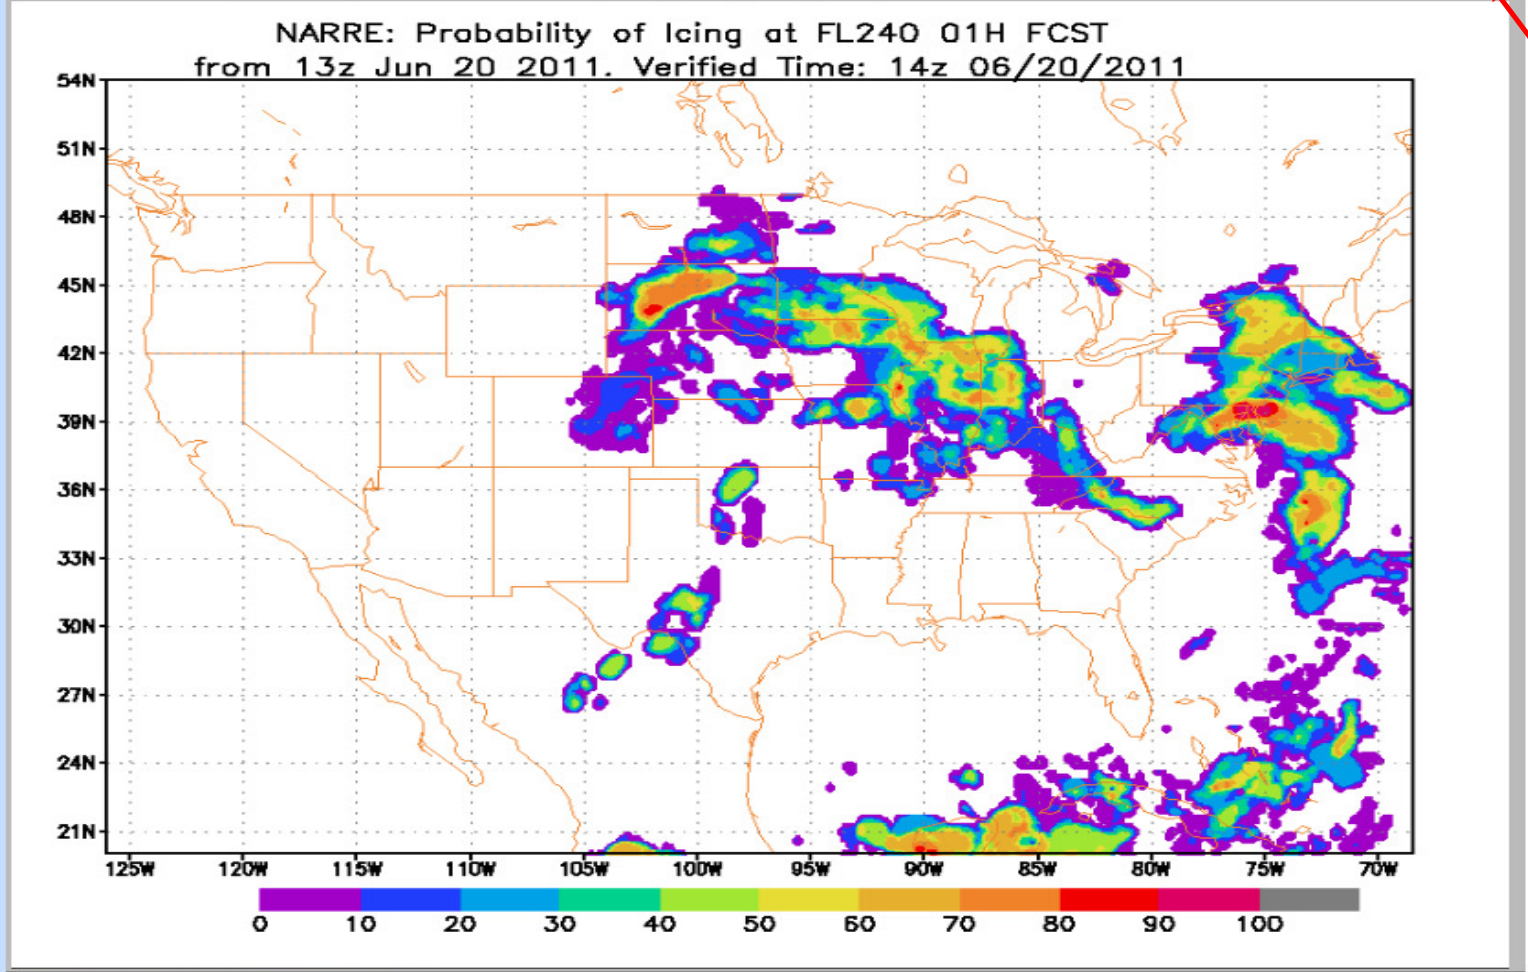 NARRE: Probability of Icing at FL240 01H FCST
from 13z Jun 20 2011. Verified Time: 14z 06/20/2011
54N
51N
48N
45N
42N
39N
36N
33N
30N
27N
24N
21N
125W 120W 115W 110W 105W 100W 95W 90W 85W 80W 75W 70W
0 10 20 30 40 50 60 70 80 90 100